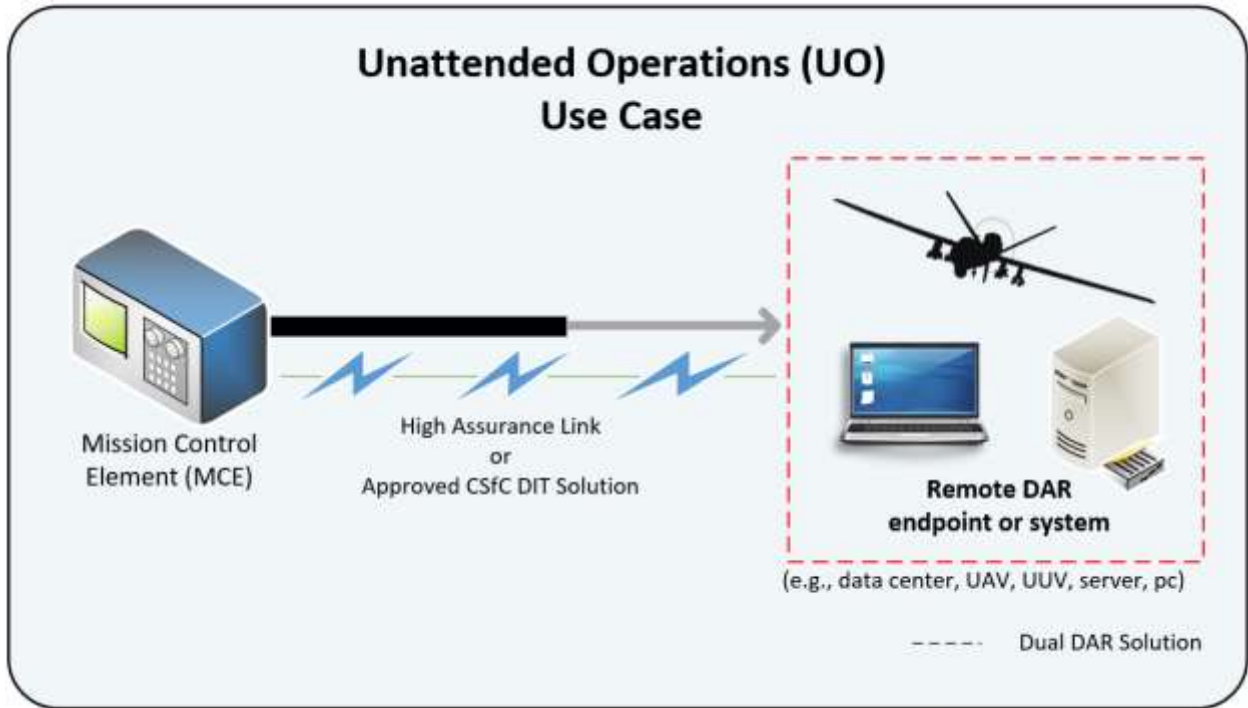 Unattended Operations (UO)
Use Case
Mission Control
Element (MCE)
High Assurance Link
or
Approved CSfC DIT Solution
Remote DAR
endpoint or system
(e.g., data center, UAV, UUV, server, pc)
Dual DAR Solution